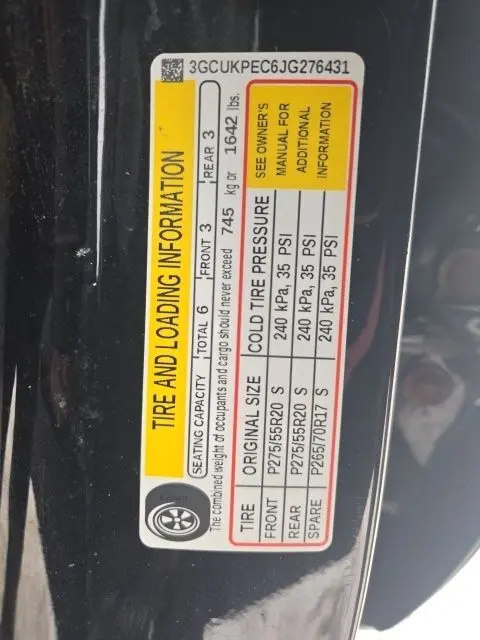 3GCUKPEC6JG276431
TIRE AND LOADING INFORMATION
SEATING CAPACITY TOTAL 6 FRONT 3 REAR 3
The combined weight of occupants and cargo should never exceed 745 kg or 1642 lbs.
TIRE ORIGINAL SIZE COLD TIRE PRESSURE SEE OWNER'S
FRONT P275/55R20 S 240 kPa, 35 PSI MANUAL FOR
REAR P275/55R20 S 240 kPa, 35 PSI ADDITIONAL
SPARE P265/70R17 S 240 kPa, 35 PSI INFORMATION